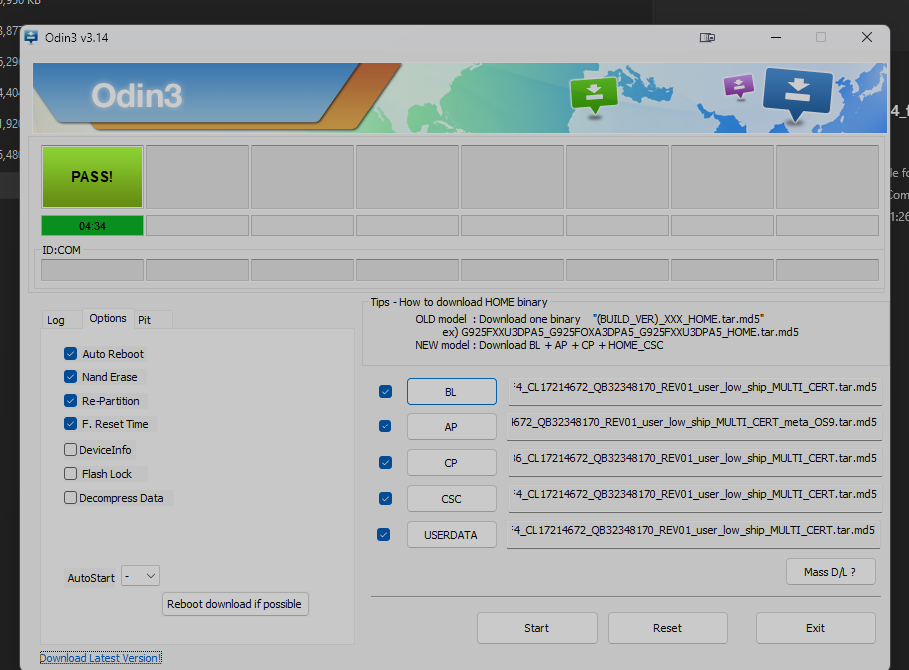 Odin3 v3.14
Odin3
PASS!
04:34
ID:COM
Log
Options
Pit
Auto Reboot
Nand Erase
Re-Partition
F. Reset Time
DeviceInfo
Flash Lock
Decompress Data
AutoStart
-
Reboot download if possible
Download Latest Version!
Tips - How to download HOME binary
OLD model : Download one binary "(BUILD_VER)_XXX_HOME.tar.md5"
ex) G925FXXU3DPA5_G925FOXA3DPA5_G925FXXU3DPA5_HOME.tar.md5
NEW model : Download BL + AP + CP + HOME_CSC
BL
F4_CL17214672_QB32348170_REV01_user_low_ship_MULTI_CERT.tar.md5
AP
672_QB32348170_REV01_user_low_ship_MULTI_CERT_meta_OS9.tar.md5
CP
6_CL17214672_QB32348170_REV01_user_low_ship_MULTI_CERT.tar.md5
CSC
4_CL17214672_QB32348170_REV01_user_low_ship_MULTI_CERT.tar.md5
USERDATA
F4_CL17214672_QB32348170_REV01_user_low_ship_MULTI_CERT.tar.md5
Mass D/L ?
Start
Reset
Exit